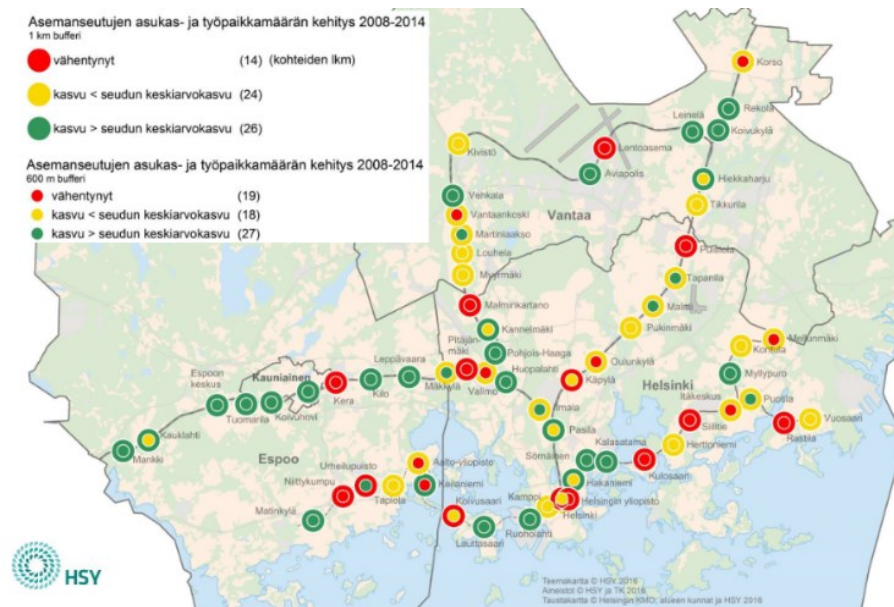 Asemanseutujen asukas- ja työpaikkamäärän kehitys 2008-2014
1 km bufferi
vähentynyt (14) (kohteiden lkm)
kasvu < seudun keskiarvokasvu (24)
kasvu > seudun keskiarvokasvu (26)
Asemanseutujen asukas- ja työpaikkamäärän kehitys 2008-2014
600 m bufferi
vähentynyt (19)
kasvu < seudun keskiarvokasvu (18)
kasvu > seudun keskiarvokasvu (27)
Korso
Rekola
Leinelä
Koivukylä
Lentoasema
Kivistö
Aviapolis
Hiekkaharju
Vehkala
Vantaa
Tikkurila
Vantaankoski
Martinlaakso
Louhela
Puistola
Myyrmäki
Tapanila
Malminkartano
Malmi
Kannelmäki
Pukinmäki
Mellunmäki
Pitäjän-
mäki
Pohjois-Haaga
Kontula
Leppävaara
Huopalahti
Oulunkylä
Helsinki
Myllypuro
Espoon
keskus
Kauniainen
Kera
Kilo
Mäkkylä
Valimo
Käpylä
Itäkeskus
Puotila
Tuomarila
Koivuhovi
Ilmala
Siilitie
Vuosaari
Kauklahti
Pasila
Rastila
Mankki
Espoo
Kalasatama
Herttoniemi
Urheilupuisto
Aalto-yliopisto
Sörnäinen
Kulosaari
Niittykumpu
Keilaniemi
Hakaniemi
Tapiola
Koivusaari
Kamppi
Helsingin yliopisto
Matinkylä
Helsinki
Ruoholahti
Lauttasaari
HSY
Teemakartta © HSY 2016
Aineistot © HSY ja TK 2016
Taustakartta © Helsingin KMO, alueen kunnat ja HSY 2016